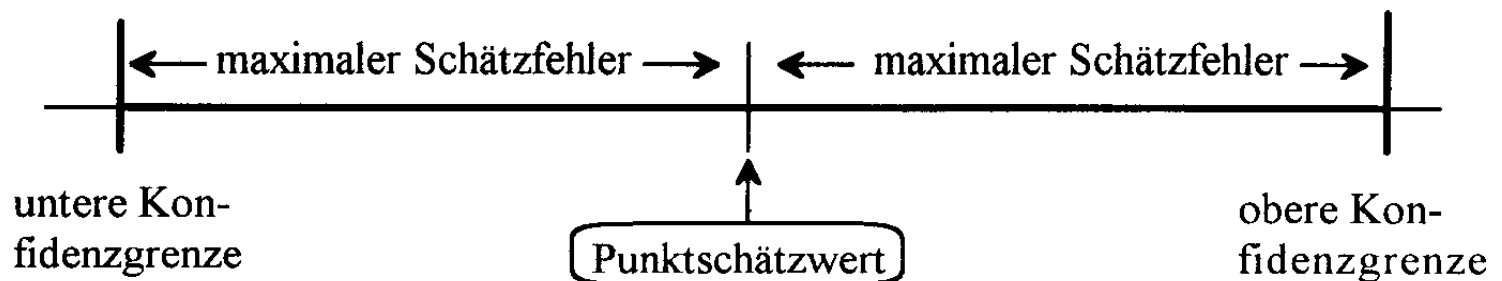 maximaler Schätzfehler maximaler Schätzfehler
untere Kon-
fidenzgrenze
Punktschätzwert
obere Kon-
fidenzgrenze